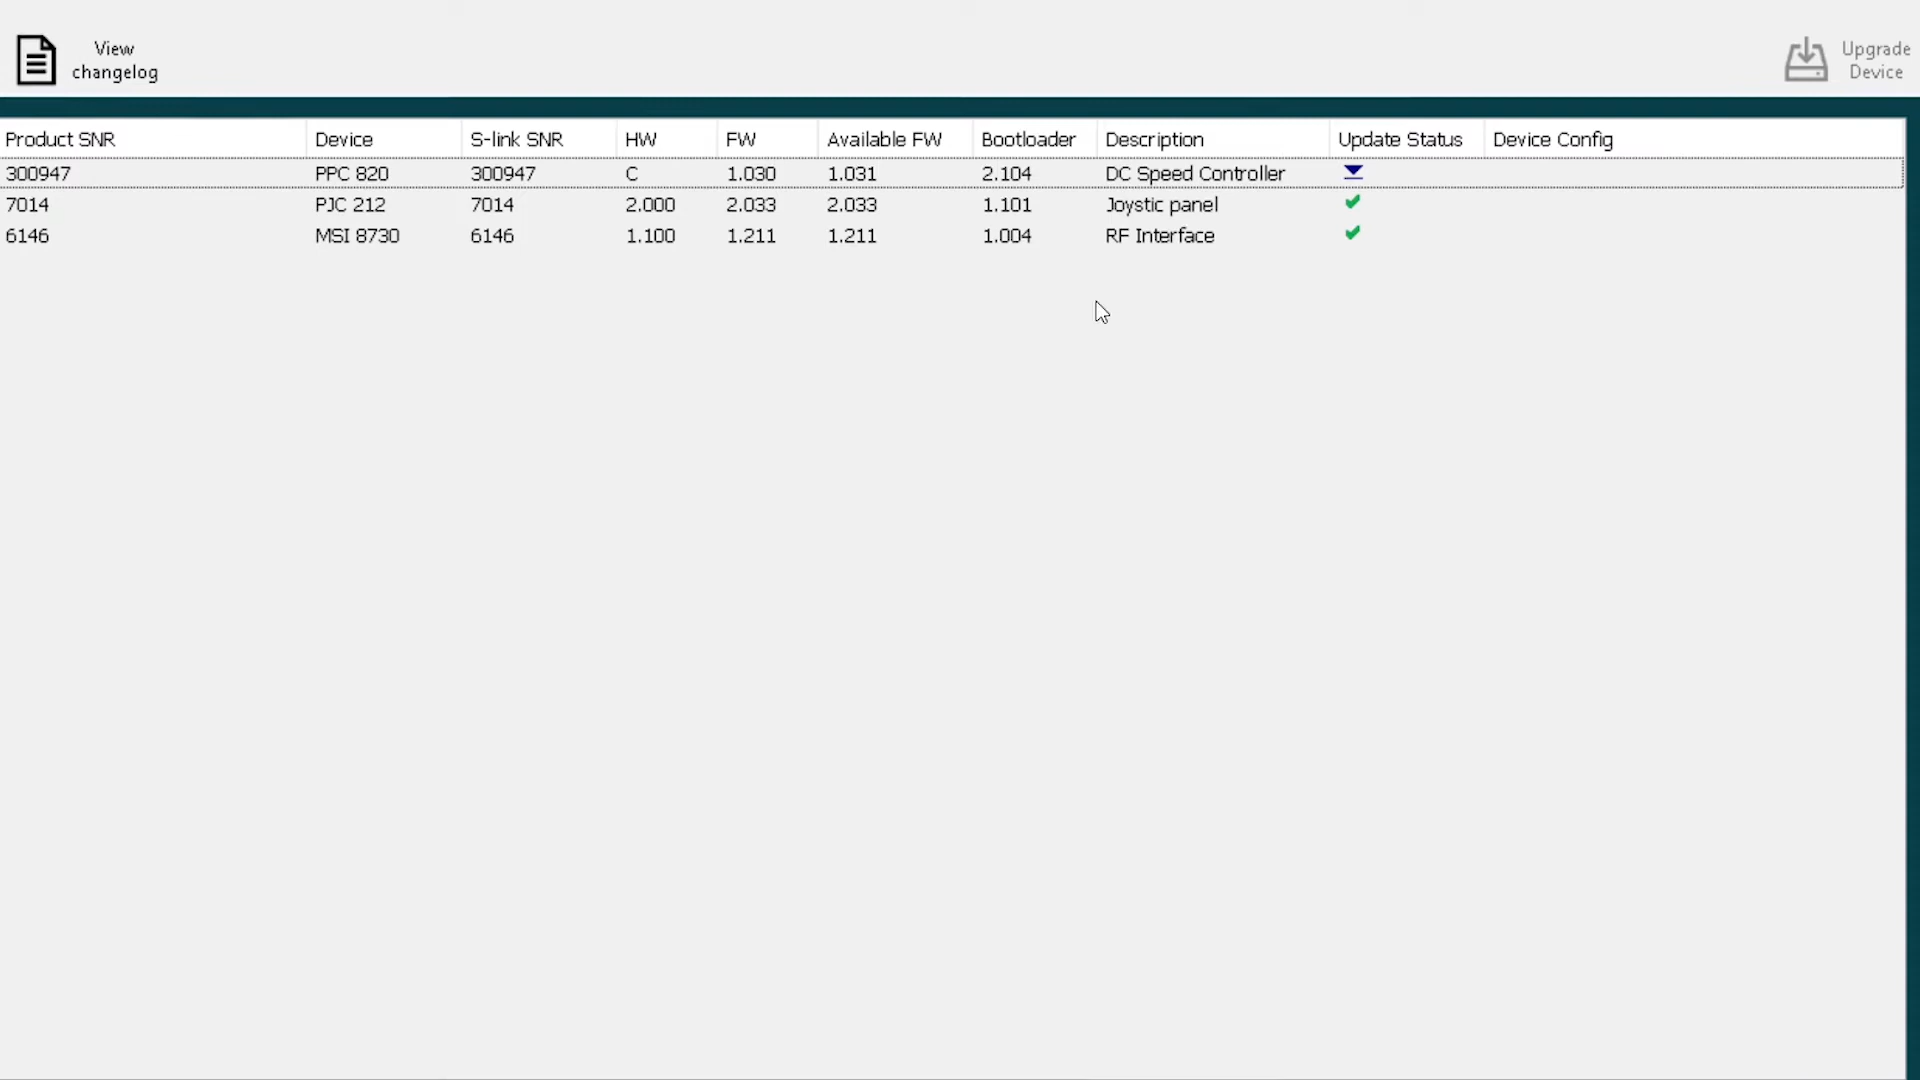 View
changelog
Upgrade
Device
Product SNR Device S-link SNR HW FW Available FW Bootloader Description Update Status Device Config
300947 PPC 820 300947 C 1.030 1.031 2.104 DC Speed Controller
7014 PJC 212 7014 2.000 2.033 2.033 1.101 Joystic panel
6146 MSI 8730 6146 1.100 1.211 1.211 1.004 RF Interface